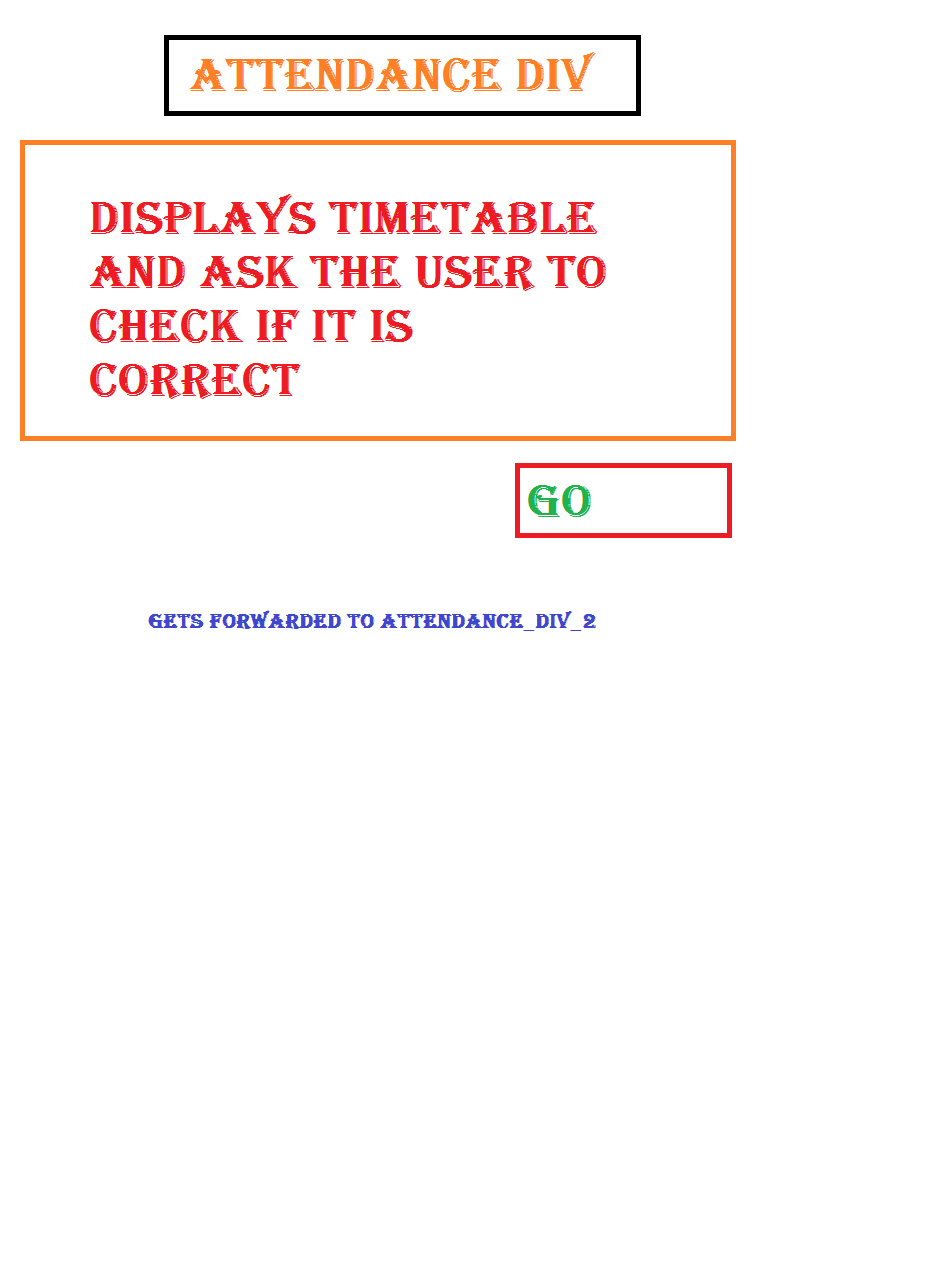 ATTENDANCE DIV
DISPLAYS TIMETABLE
AND ASK THE USER TO
CHECK IF IT IS
CORRECT
GO
GETS FORWARDED TO ATTENDANCE_DIV_2